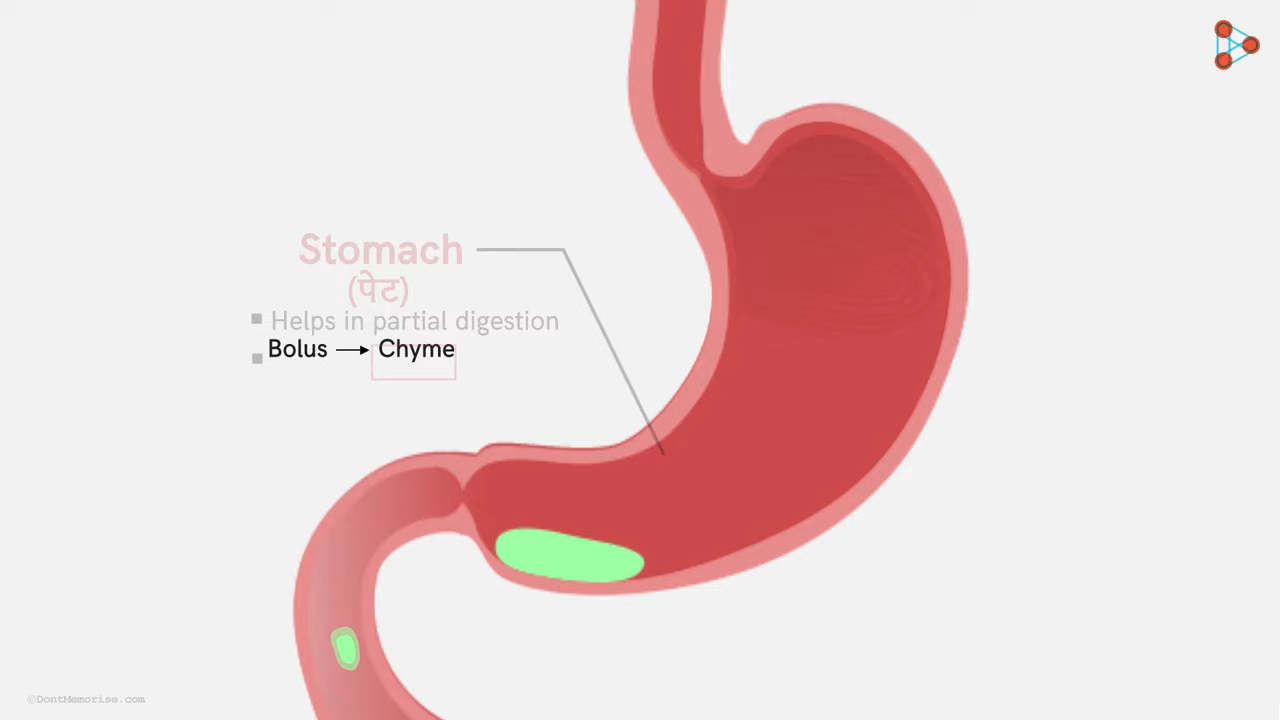 Stomach
(पेट)
Helps in partial digestion
Bolus → Chyme
©DontMemorise.com